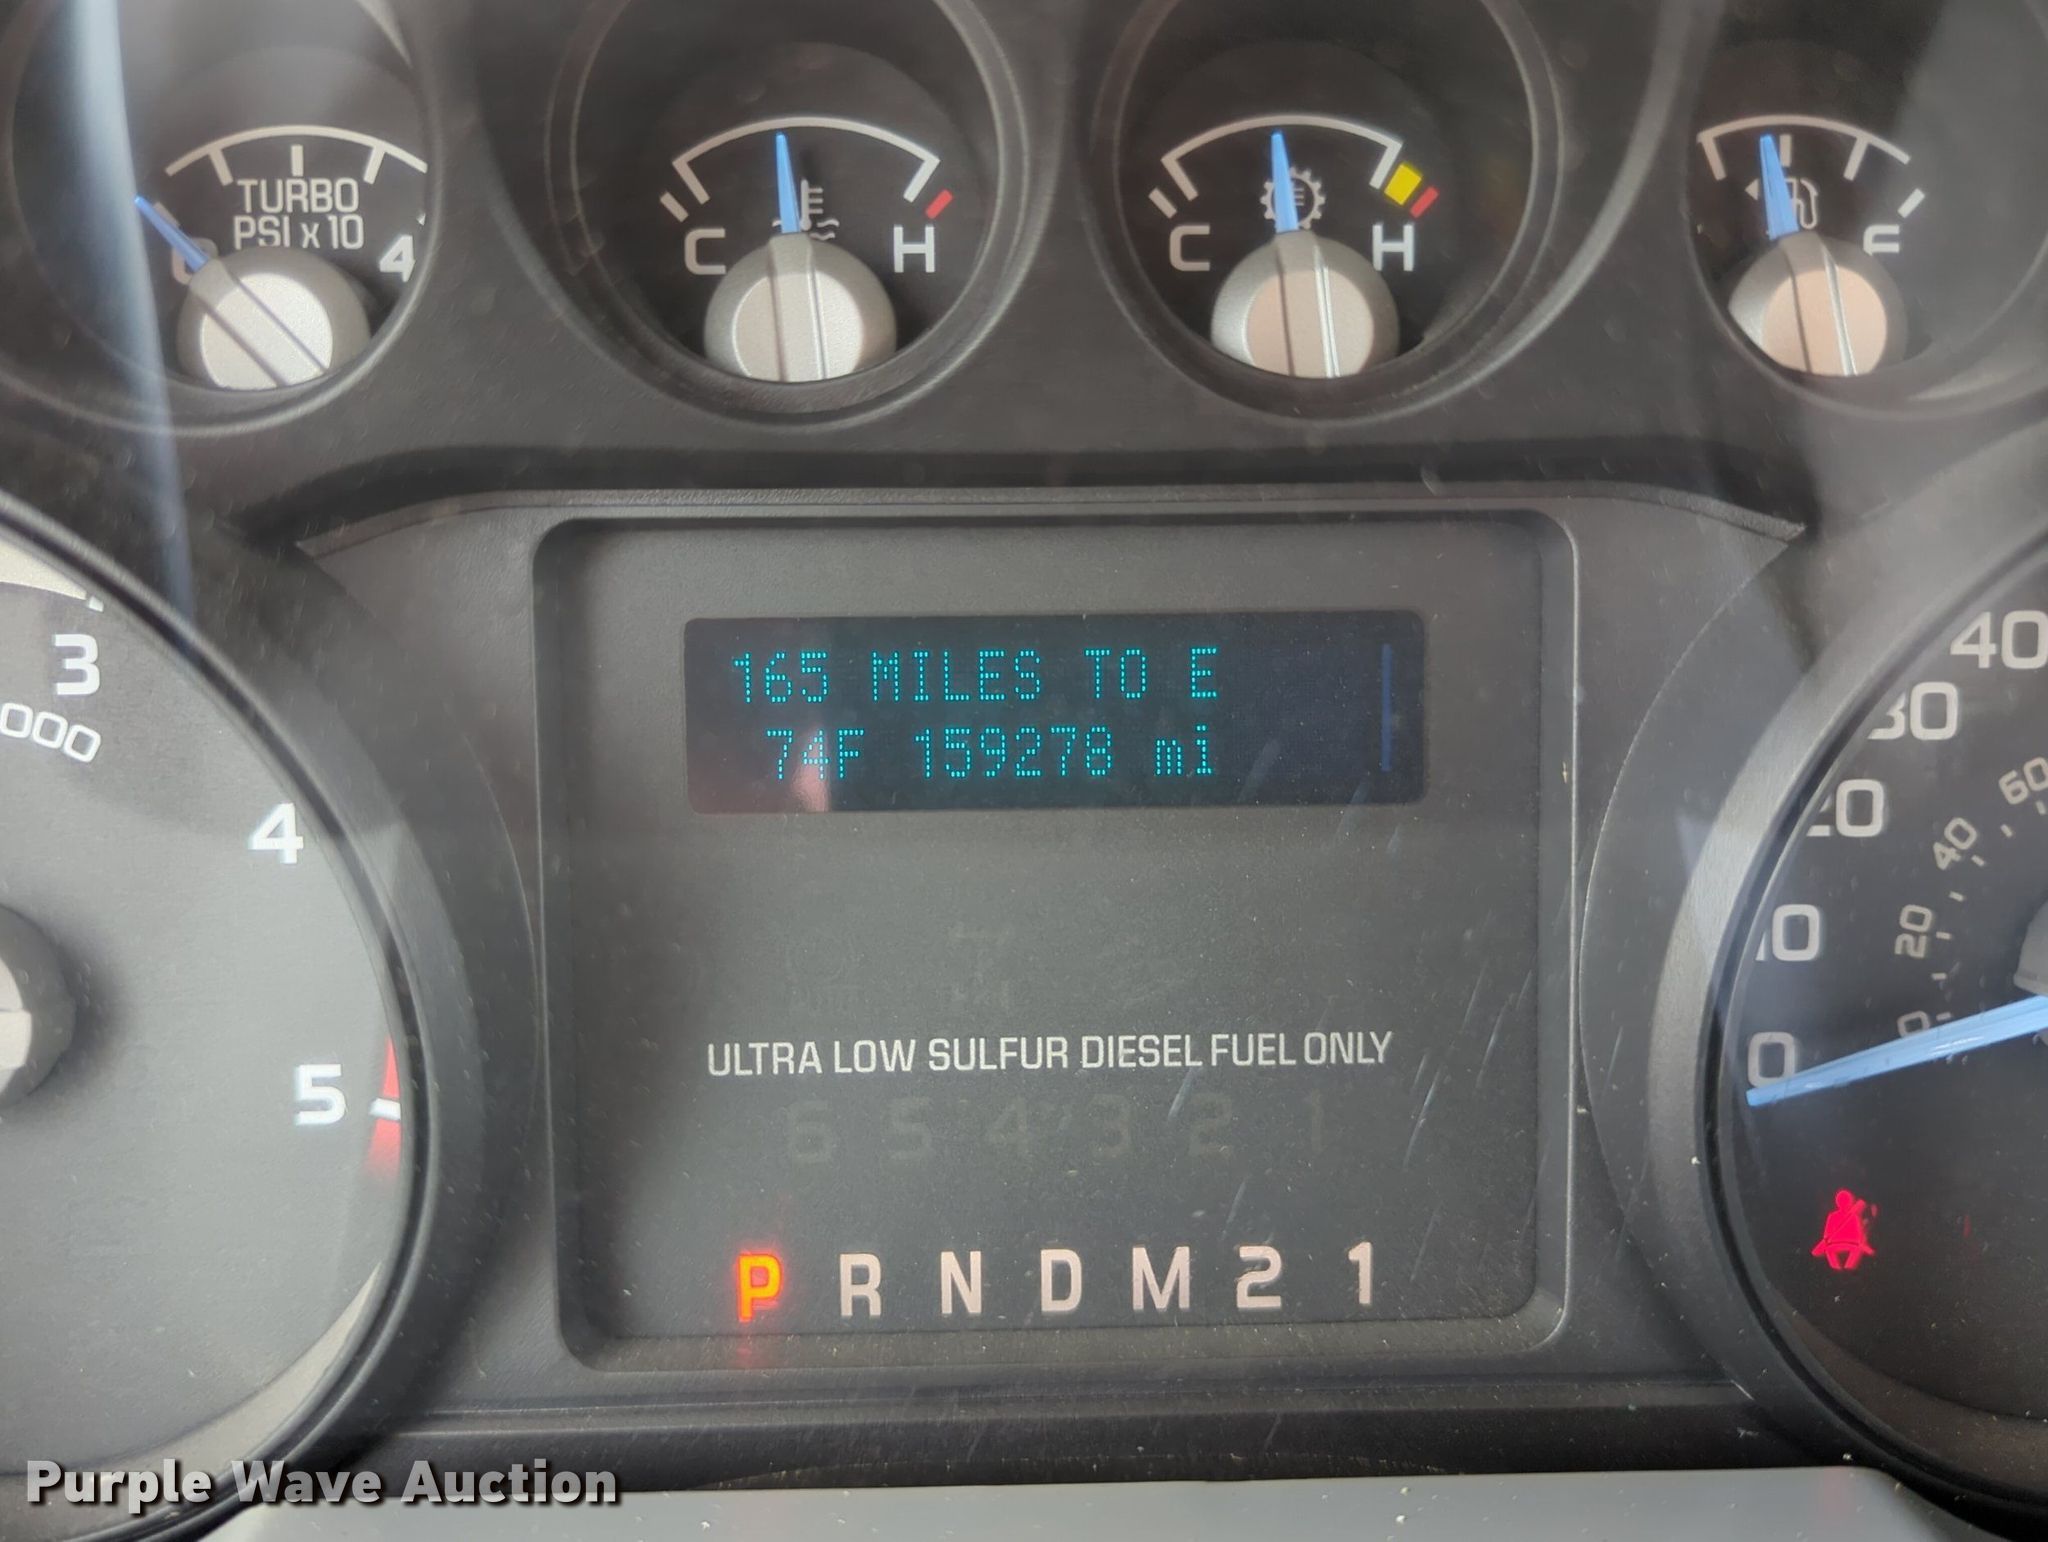 TURBO
PSI x 10
4
C
H
C
H
F
165 MILES TO E
74F 159278 mi
3
000
4
5
40
30
20
10
0
60
40
20
0
ULTRA LOW SULFUR DIESEL FUEL ONLY
6 5 4 3 2 1
P R N D M 2 1
Purple Wave Auction